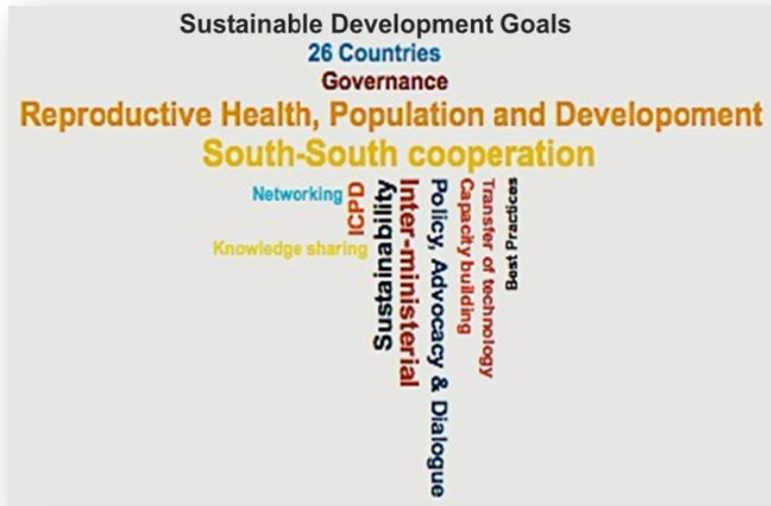 Sustainable Development Goals
26 Countries
Governance
Reproductive Health, Population and Developoment
South-South cooperation
Networking
Knowledge sharing
ICPD
Sustainability
Inter-ministerial
Policy, Advocacy & Dialogue
Capacity building
Transfer of technology
Best Practices